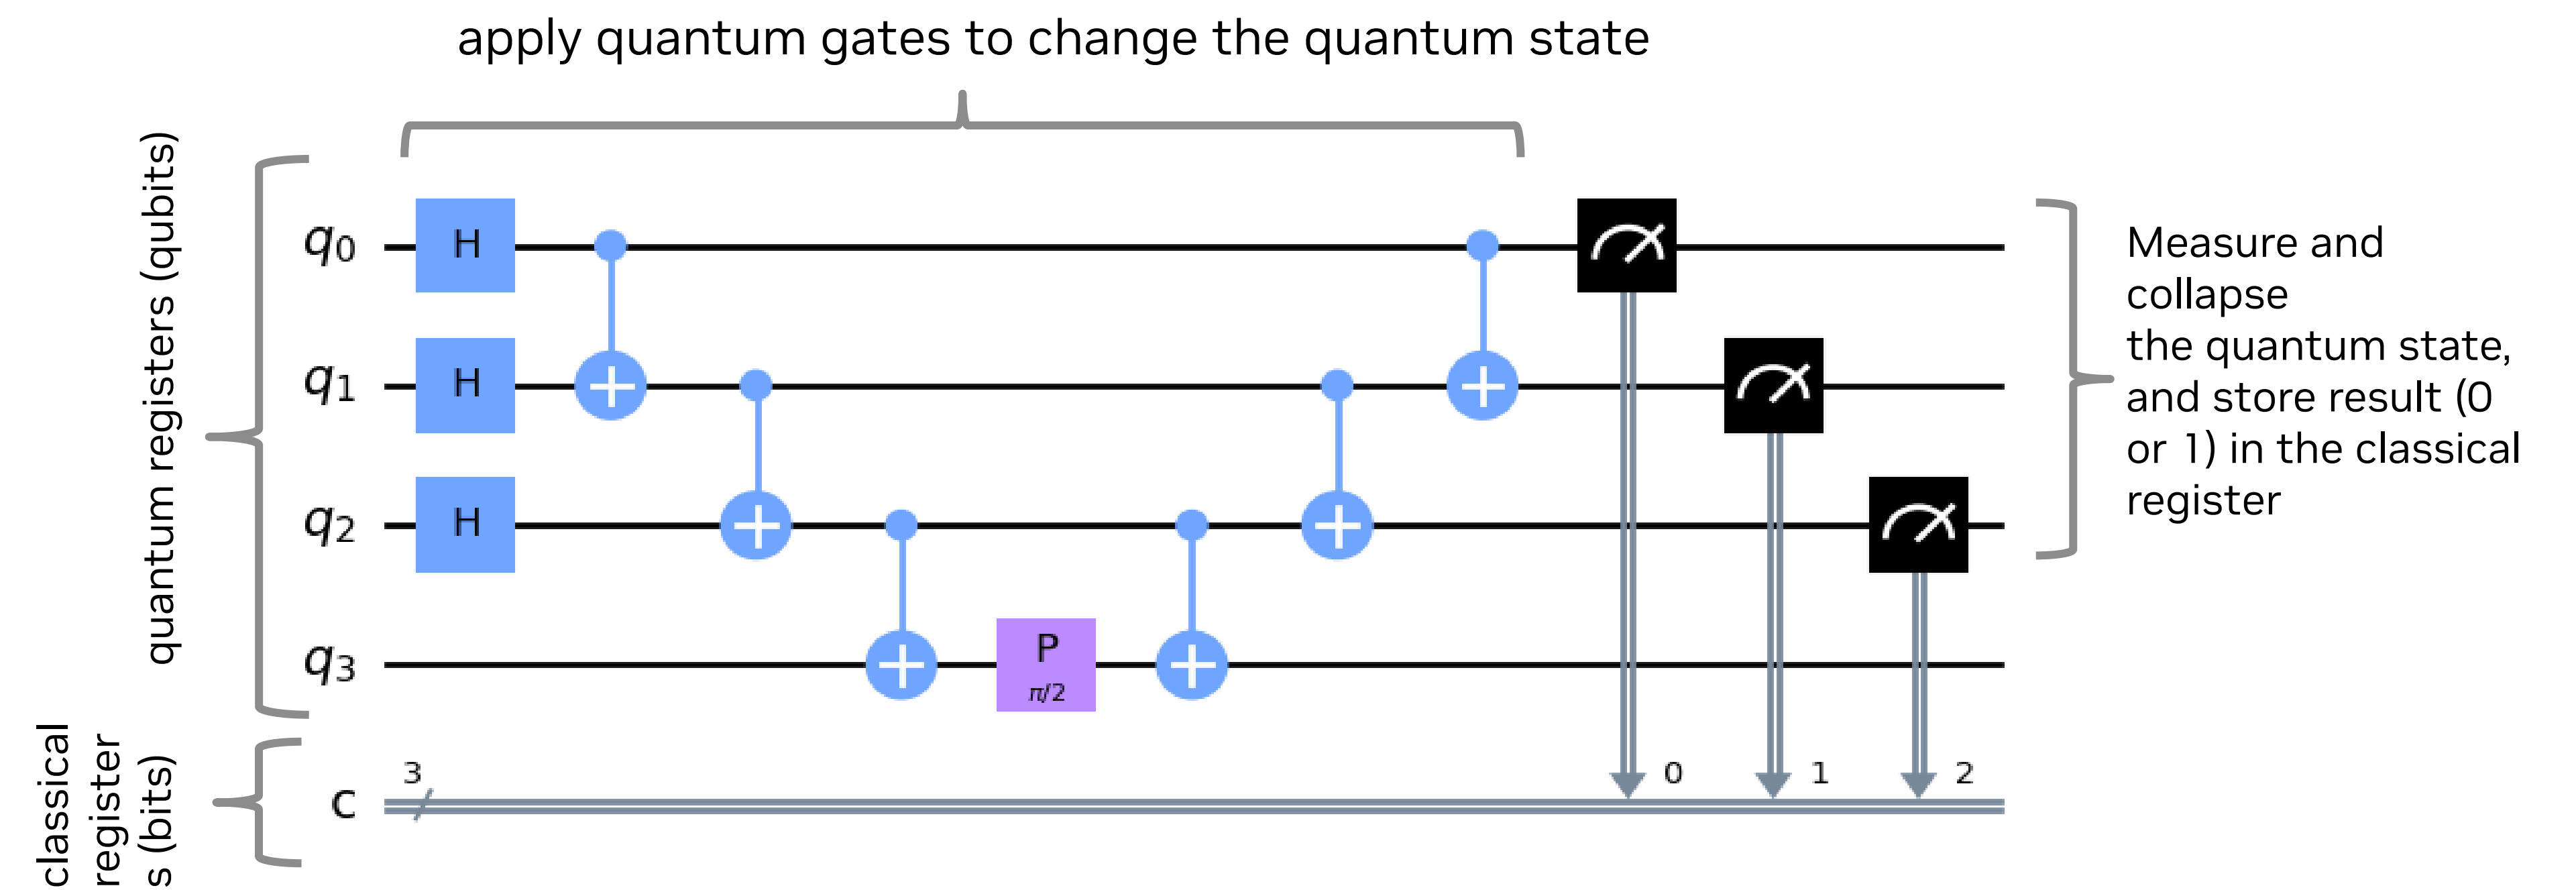 apply quantum gates to change the quantum state
quantum registers (qubits)
q0
H
q1
H
q2
H
q3
P
π/2
Measure and
collapse
the quantum state,
and store result (0
or 1) in the classical
register
classical
register
s (bits)
c
3
0
1
2